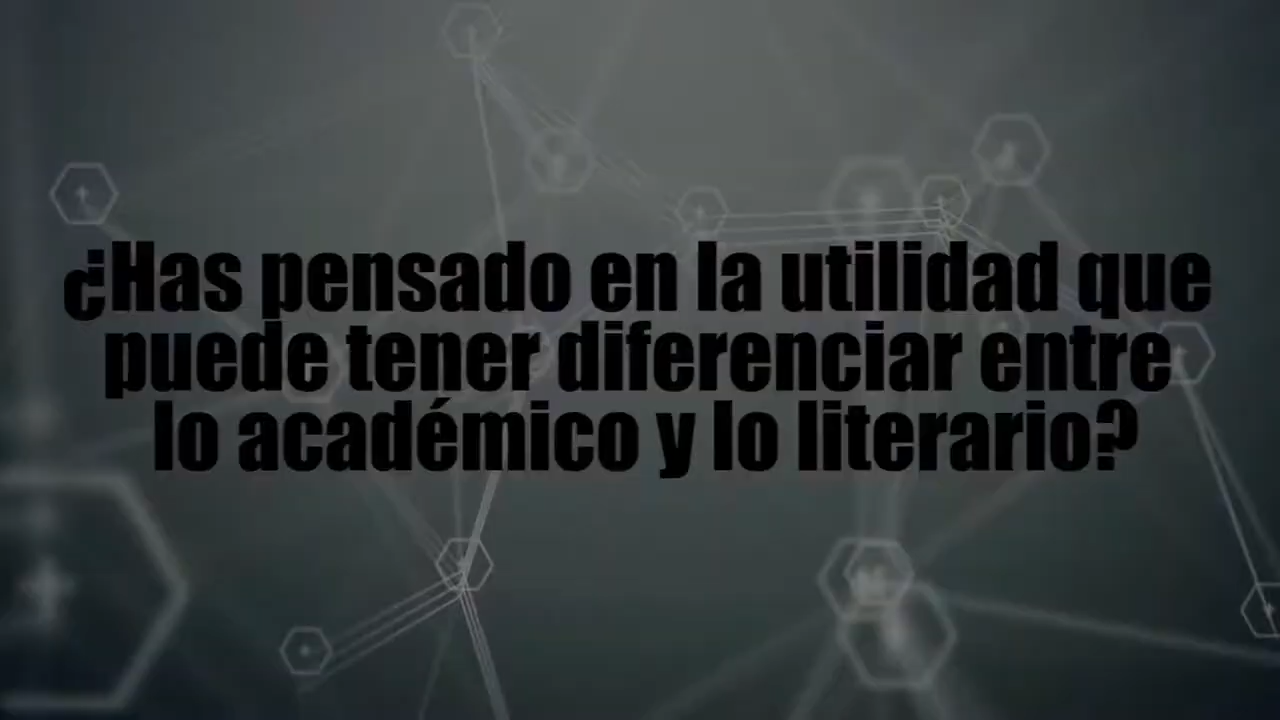 ¿Has pensado en la utilidad que
puede tener diferenciar entre
lo académico y lo literario?